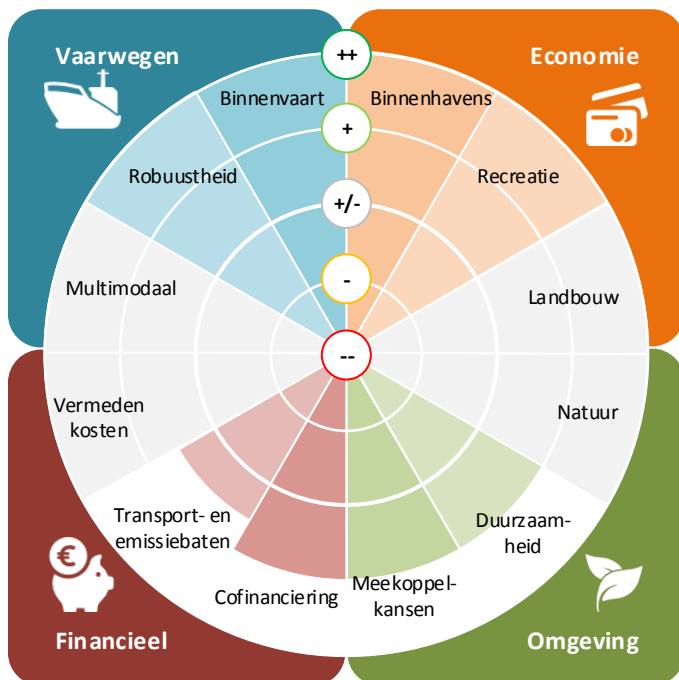 Vaarwegen
Economie
++
Binnenvaart
Binnenhavens
+
Robuustheid
Recreatie
+/-
Multimodaal
-
Landbouw
--
Vermeden
kosten
Natuur
Transport- en
emissiebaten
Duurzaam-
heid
Cofinanciering
Meekoppel-
kansen
€
Financieel
Omgeving